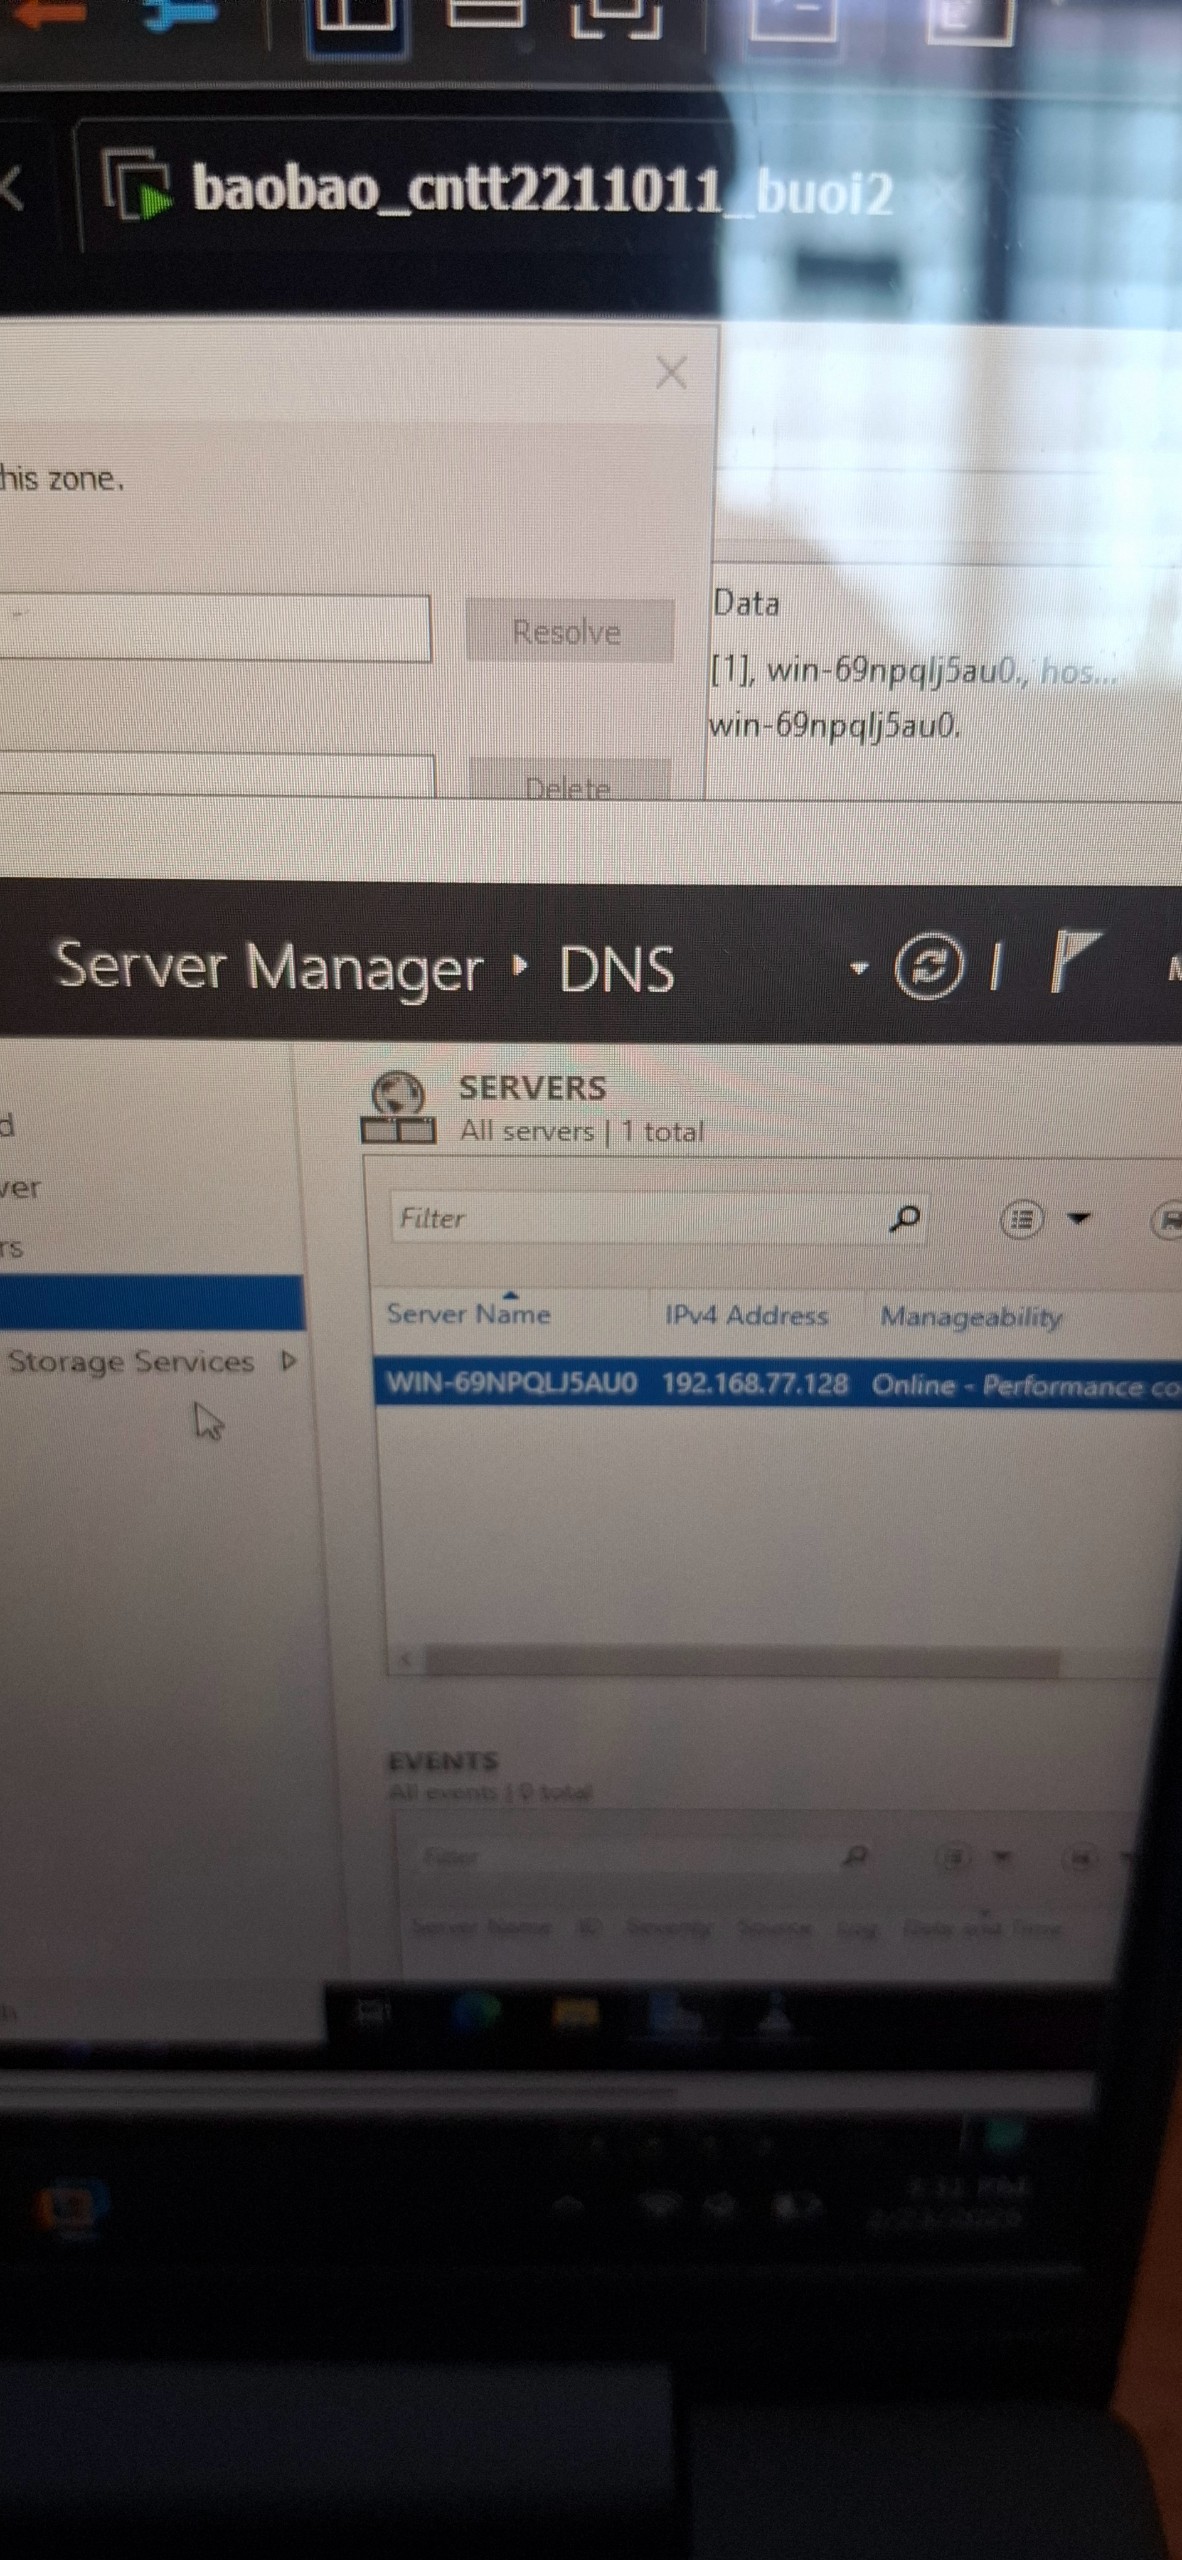 baobao_cntt2211011_buoi2
his zone.
Resolve
Data
[1], win-69npqlj5au0., hos...
win-69npqlj5au0.
Delete
Server Manager ‣ DNS
SERVERS
All servers | 1 total
d
ver
rs
Filter
Server Name IPv4 Address Manageability
Storage Services
WIN-69NPQLJ5AU0 192.168.77.128 Online - Performance co
EVENTS
All events | 0 total
Filter
Server Name ID Severity Source Log Date and Time